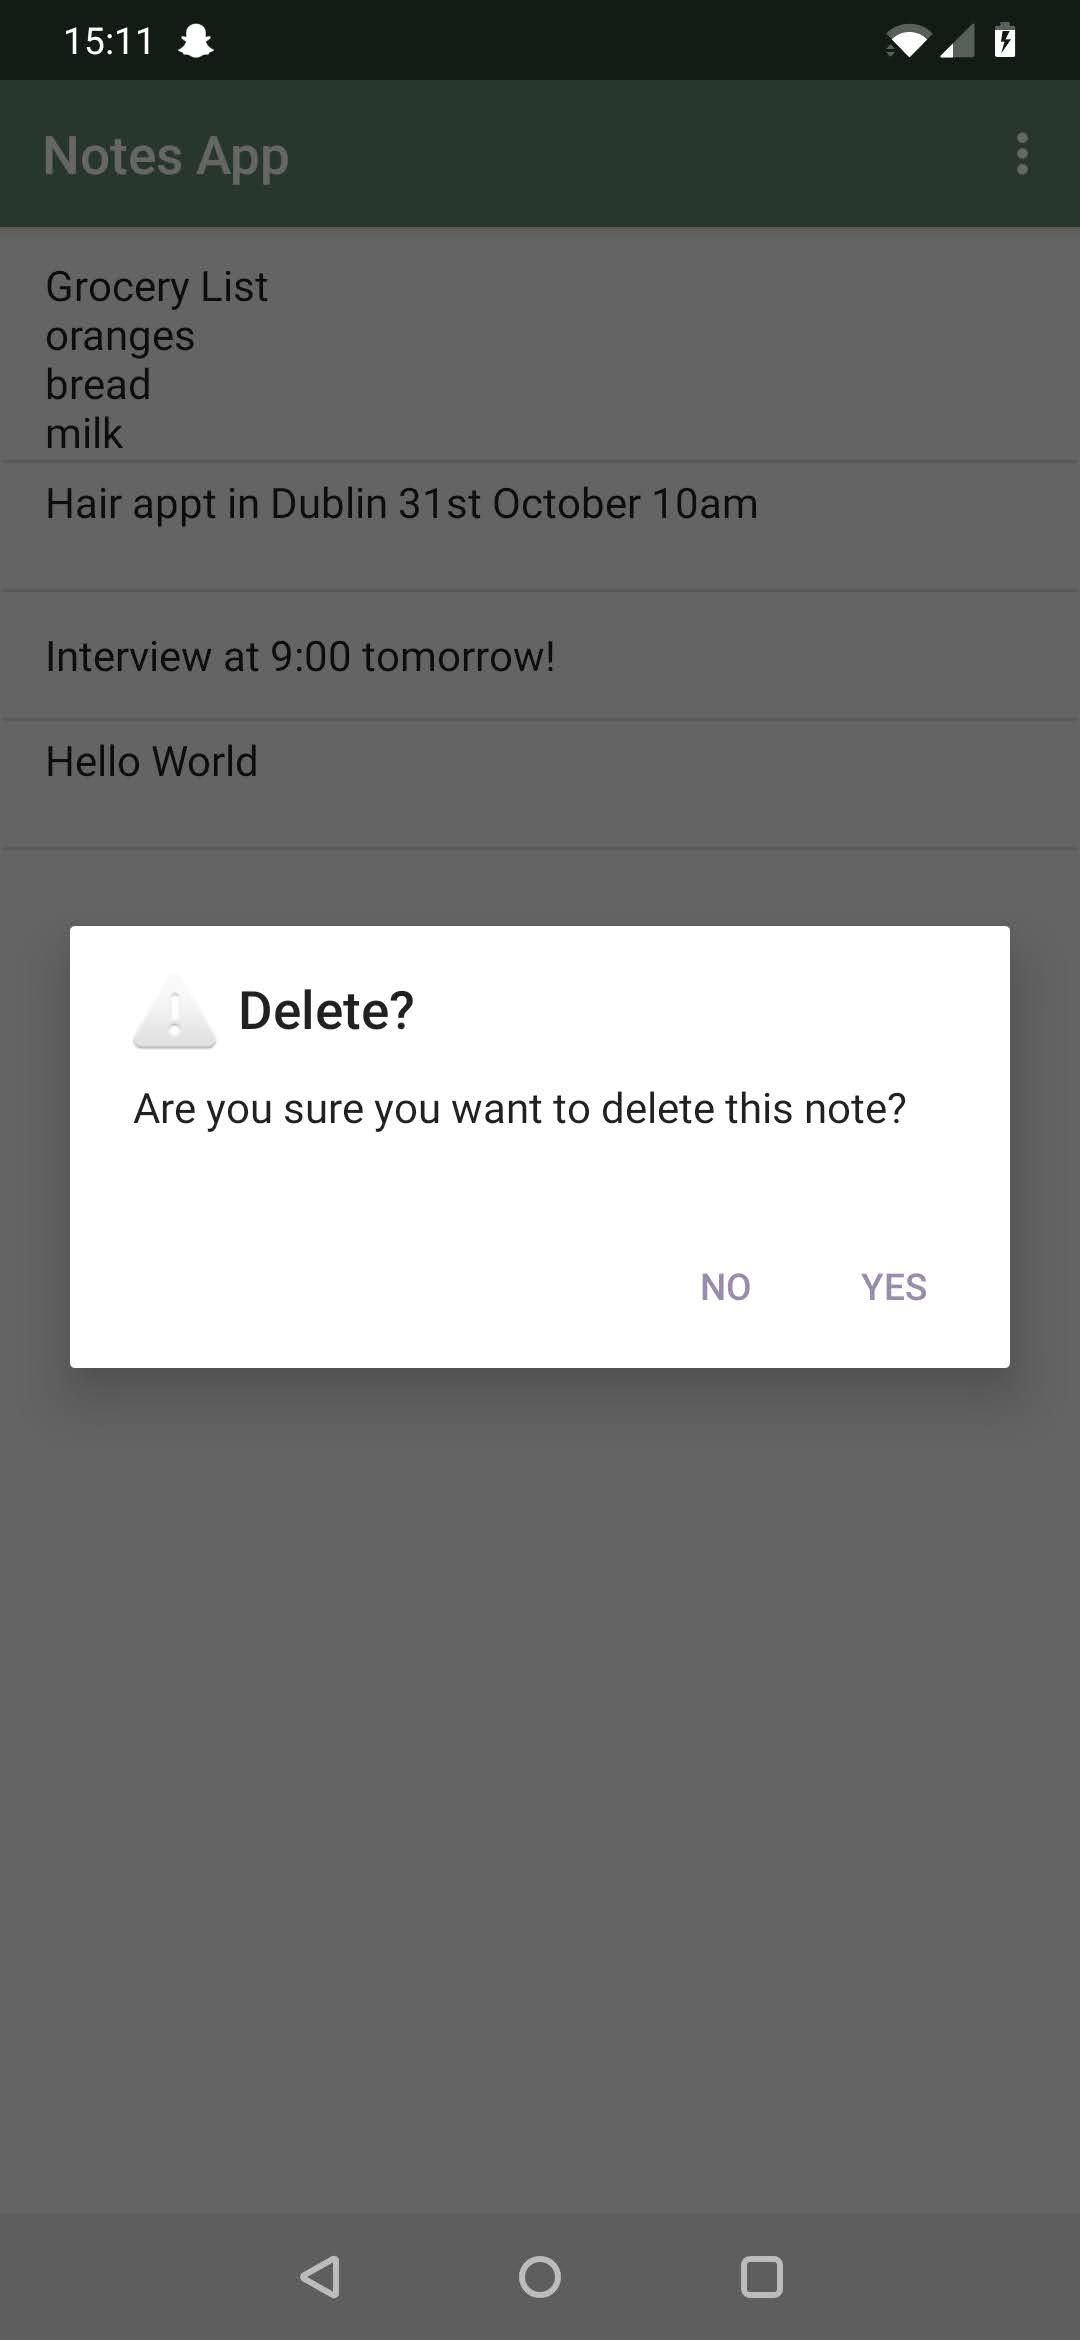 15:11
Notes App
Grocery List
oranges
bread
milk
Hair appt in Dublin 31st October 10am
Interview at 9:00 tomorrow!
Hello World
Delete?
Are you sure you want to delete this note?
NO YES